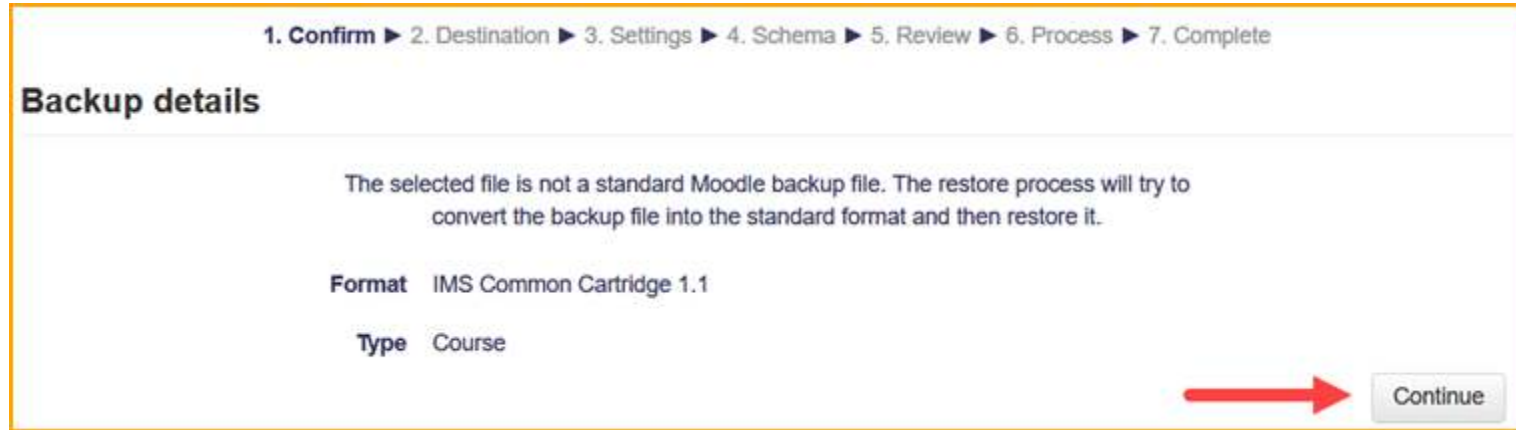 1. Confirm ► 2. Destination ► 3. Settings ► 4. Schema ► 5. Review ► 6. Process ► 7. Complete
Backup details
The selected file is not a standard Moodle backup file. The restore process will try to
convert the backup file into the standard format and then restore it.
Format IMS Common Cartridge 1.1
Type Course
Continue